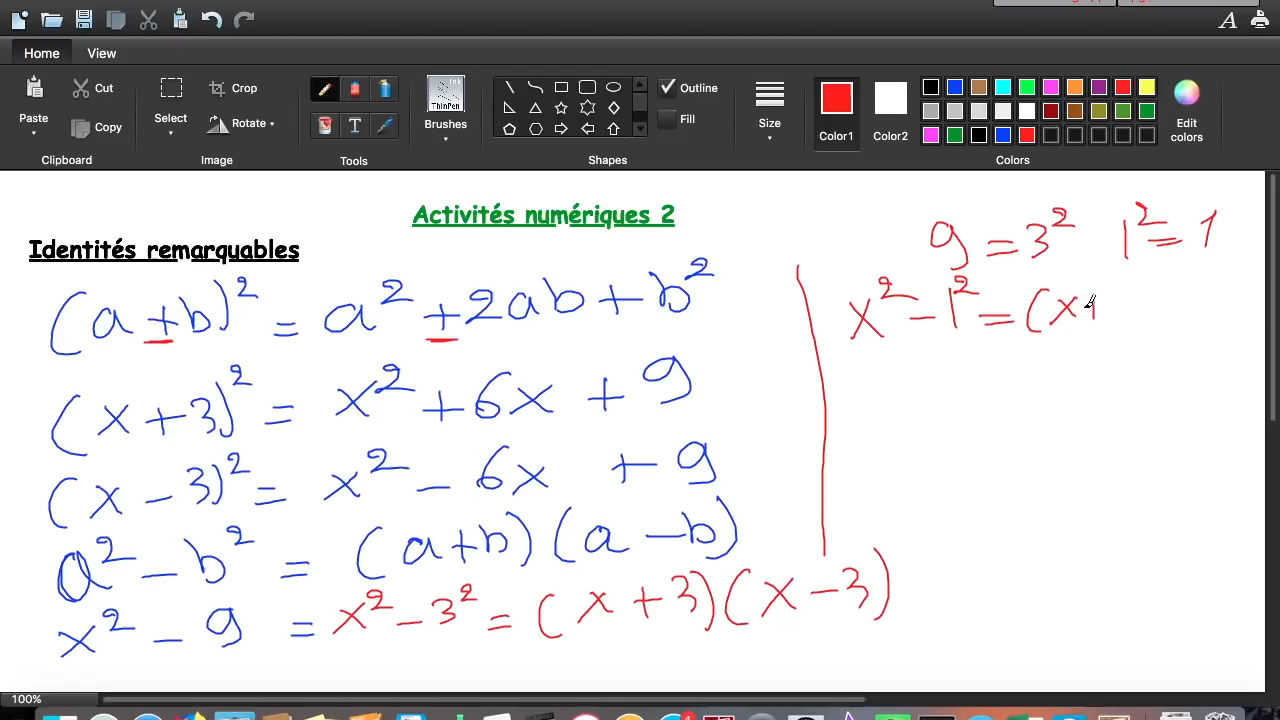 Home View
Paste
Cut
Copy
Clipboard
Select
Crop
Rotate
Image
Tools
Ink
ThinPen
Brushes
Shapes
Outline
Fill
Size
Color1
Color2
Edit colors
Colors
A
Activités numériques 2
Identités remarquables
9 = 3² 1² = 1
(a + b)² = a² + 2ab + b²
x² - 1² = (x
(x + 3)² = x² + 6x + 9
(x - 3)² = x² - 6x + 9
a² - b² = (a + b) (a - b)
x² - 9 = x² - 3² = (x + 3) (x - 3)
100%